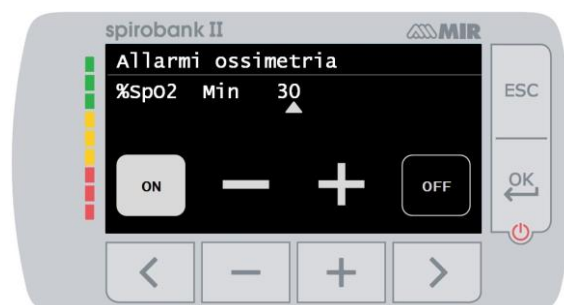 spirobank II
MIR
Allarmi ossimetria
%SpO2 Min 30
ON − + OFF
ESC
OK
< − + >